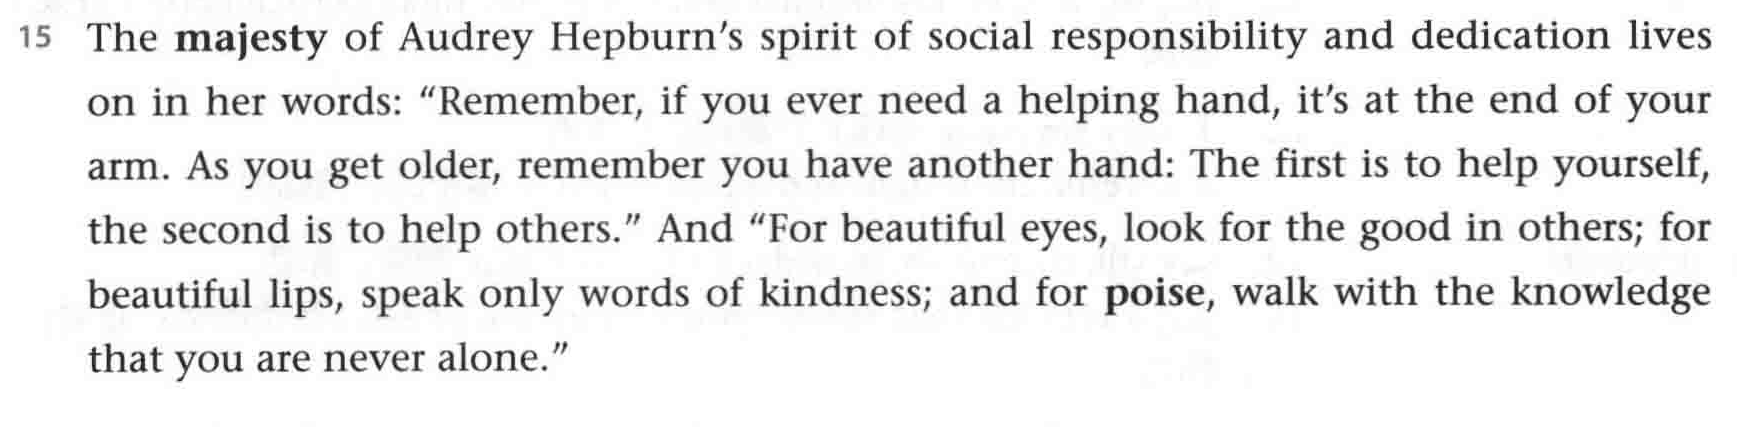 15 The majesty of Audrey Hepburn’s spirit of social responsibility and dedication lives
on in her words: “Remember, if you ever need a helping hand, it’s at the end of your
arm. As you get older, remember you have another hand: The first is to help yourself,
the second is to help others.” And “For beautiful eyes, look for the good in others; for
beautiful lips, speak only words of kindness; and for poise, walk with the knowledge
that you are never alone.”